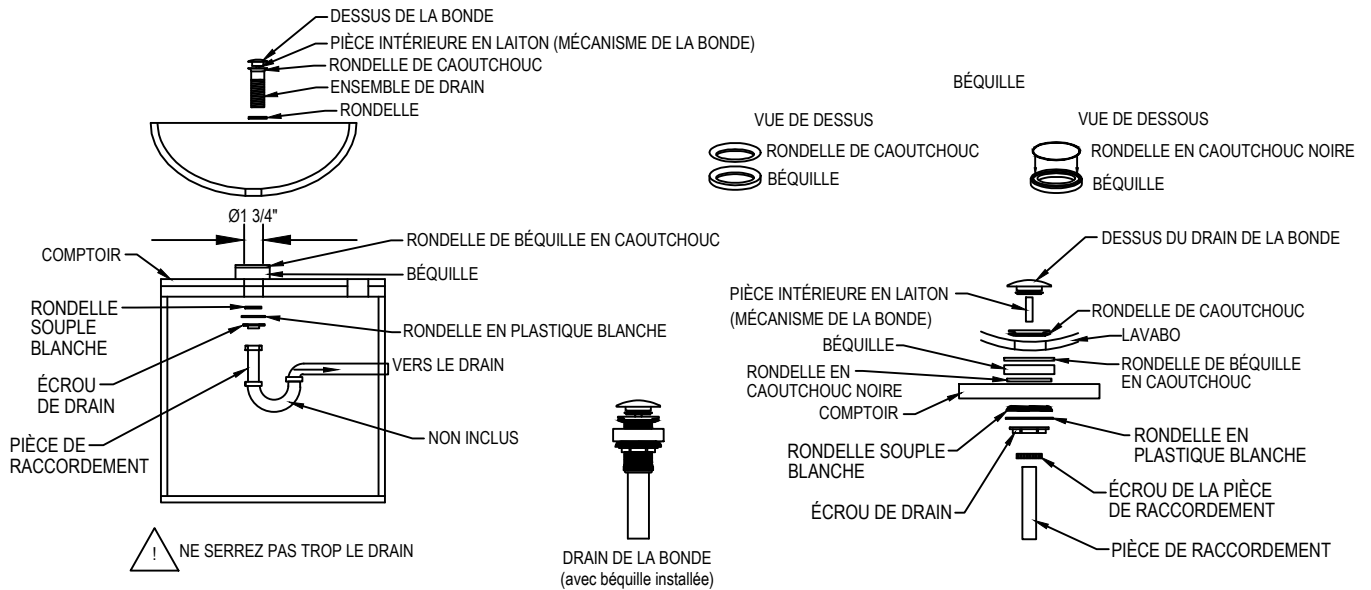 DESSUS DE LA BONDE
PIÈCE INTÉRIEURE EN LAITON (MÉCANISME DE LA BONDE)
RONDELLE DE CAOUTCHOUC
ENSEMBLE DE DRAIN
RONDELLE
Ø1 3/4"
COMPTOIR
RONDELLE DE BÉQUILLE EN CAOUTCHOUC
BÉQUILLE
RONDELLE
SOUPLE
BLANCHE
RONDELLE EN PLASTIQUE BLANCHE
VERS LE DRAIN
ÉCROU
DE DRAIN
NON INCLUS
PIÈCE DE
RACCORDEMENT
! NE SERREZ PAS TROP LE DRAIN
DRAIN DE LA BONDE
(avec béquille installée)
BÉQUILLE
VUE DE DESSUS
RONDELLE DE CAOUTCHOUC
BÉQUILLE
VUE DE DESSOUS
RONDELLE EN CAOUTCHOUC NOIRE
BÉQUILLE
DESSUS DU DRAIN DE LA BONDE
PIÈCE INTÉRIEURE EN LAITON
(MÉCANISME DE LA BONDE)
RONDELLE DE CAOUTCHOUC
LAVABO
BÉQUILLE
RONDELLE DE BÉQUILLE
EN CAOUTCHOUC
RONDELLE EN
CAOUTCHOUC NOIRE
COMPTOIR
RONDELLE SOUPLE
BLANCHE
RONDELLE EN
PLASTIQUE BLANCHE
ÉCROU DE DRAIN
ÉCROU DE LA PIÈCE
DE RACCORDEMENT
PIÈCE DE RACCORDEMENT